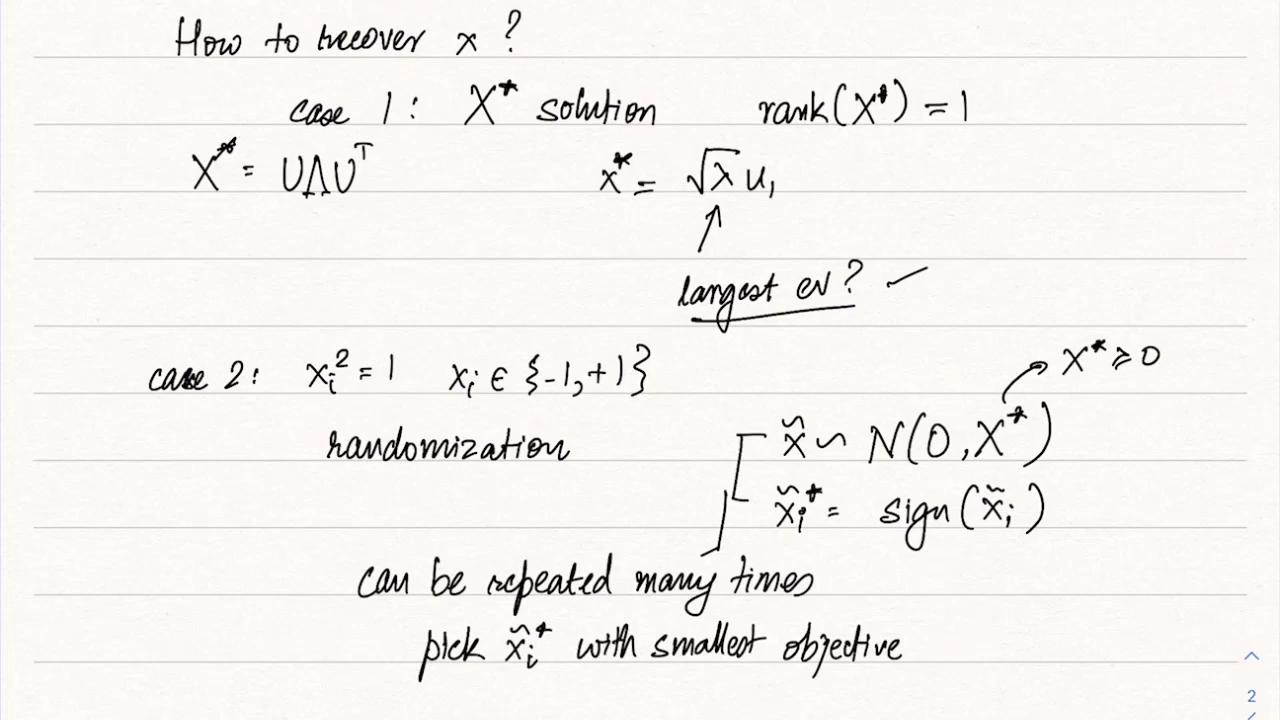 How to recover x ?
case 1 : X* solution rank(X*) = 1
X* = UΛUᵀ x* = √λ u₁
largest ev ? ✓
case 2 : xᵢ² = 1 xᵢ ∈ {-1,+1} X* ≽ 0
randomization x̃ ~ N(0, X*)
x̃ᵢ* = sign(x̃ᵢ)
can be repeated many times
pick x̃ᵢ* with smallest objective
2